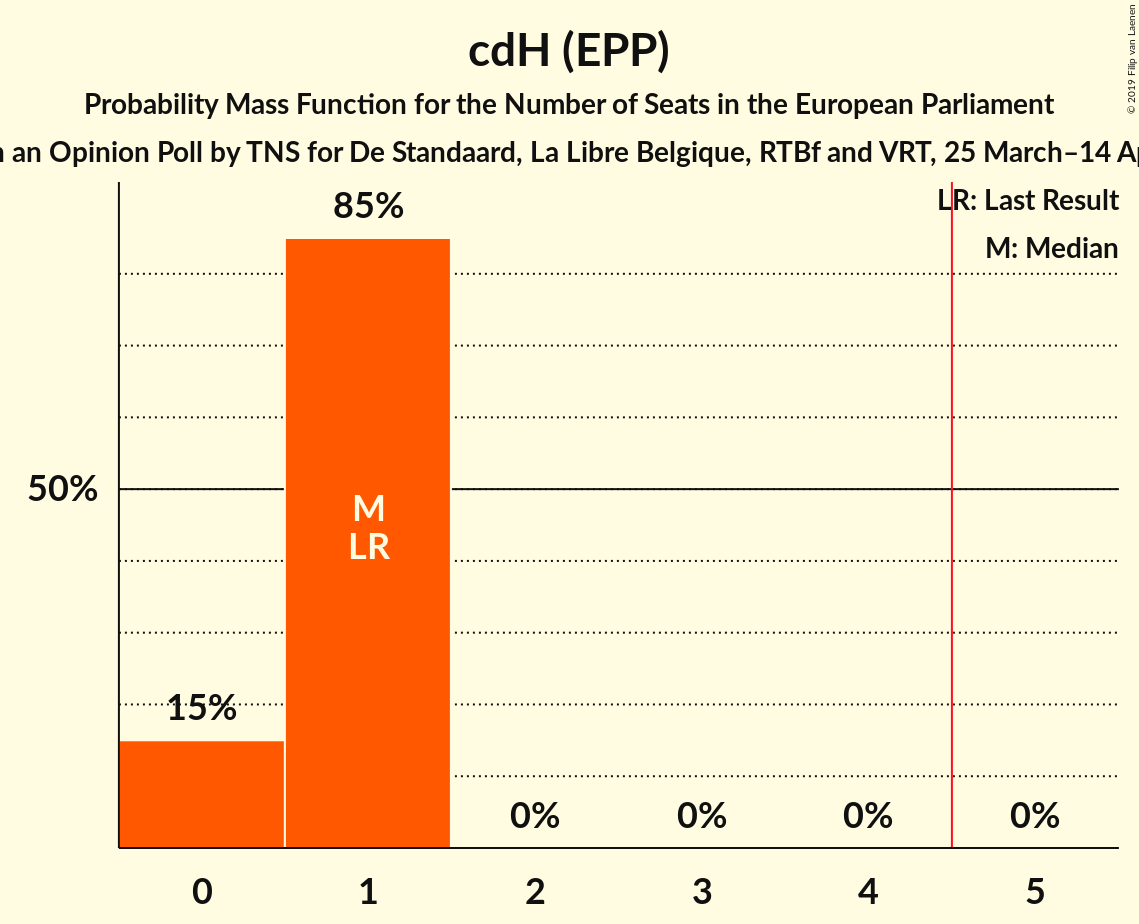 cdH (EPP)
Probability Mass Function for the Number of Seats in the European Parliament
an Opinion Poll by TNS for De Standaard, La Libre Belgique, RTBf and VRT, 25 March–14
© 2019 Filip van Laenen
LR: Last Result
M: Median
85%
50%
M
LR
15%
0%
0%
0%
0%
0
1
2
3
4
5